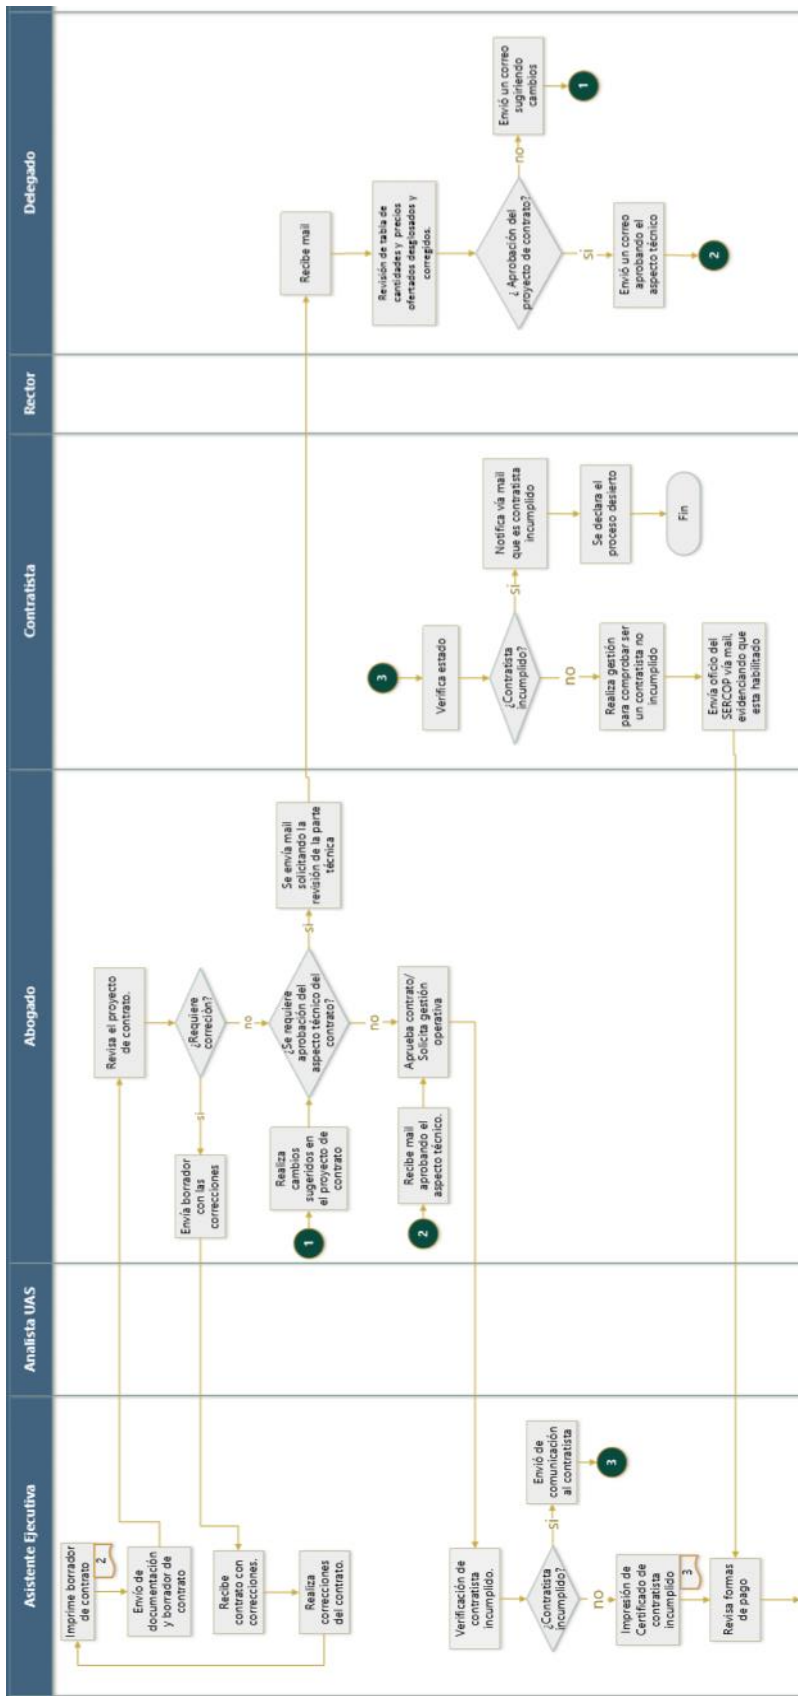 Asistente Ejecutiva
Analista UAS
Abogado
Contratista
Rector
Delegado
Imprime borrador
de contrato
2
Envío de
documentación
y borrador de
contrato
Recibe
contrato con
correcciones.
Realiza
correcciones
del contrato.
Revisa el proyecto
de contrato.
¿Requiere
correción?
si
no
Envía borrador
con las
correcciones
1
Realiza
cambios
sugeridos en
el proyecto de
contrato
¿Se requiere
aprobación del
aspecto técnico del
contrato?
si
no
Se envía mail
solicitando la
revisión de la parte
técnica
2
Recibe mail
aprobando el
aspecto técnico.
Aprueba contrato/
Solicita gestión
operativa
Recibe mail
Revisión de tabla de
cantidades y precios
ofertados desglosados y
corregidos.
¿ Aprobación del
proyecto de contrato?
no
si
Envió un correo
sugiriendo
cambios
1
Envió un correo
aprobando el
aspecto técnico
2
Verificación de
contratista
incumplido.
¿Contratista
incumplido?
si
no
Envió de
comunicación
al contratista
3
Impresión de
Certificado de
contratista
incumplido
3
Revisa formas
de pago
3
Verifica estado
¿Contratista
incumplido?
si
no
Notifica vía mail
que es contratista
incumplido
Se declara el
proceso desierto
Fin
Realiza gestión
para comprobar ser
un contratista no
incumplido
Envía oficio del
SERCOP vía mail,
evidenciando que
esta habilitado